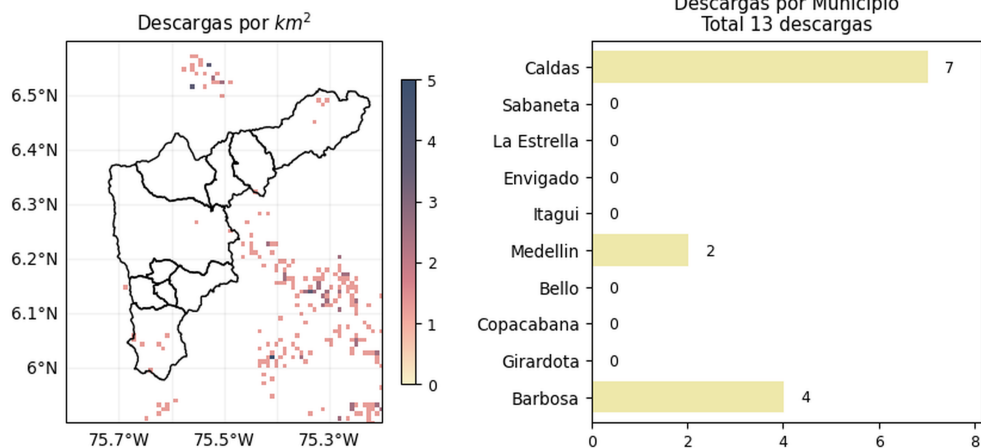 Descargas por km²
6.5°N
6.4°N
6.3°N
6.2°N
6.1°N
6°N
75.7°W 75.5°W 75.3°W
5
4
3
2
1
0
Descargas por Municipio
Total 13 descargas
Caldas 7
Sabaneta 0
La Estrella 0
Envigado 0
Itagui 0
Medellin 2
Bello 0
Copacabana 0
Girardota 0
Barbosa 4
0 2 4 6 8